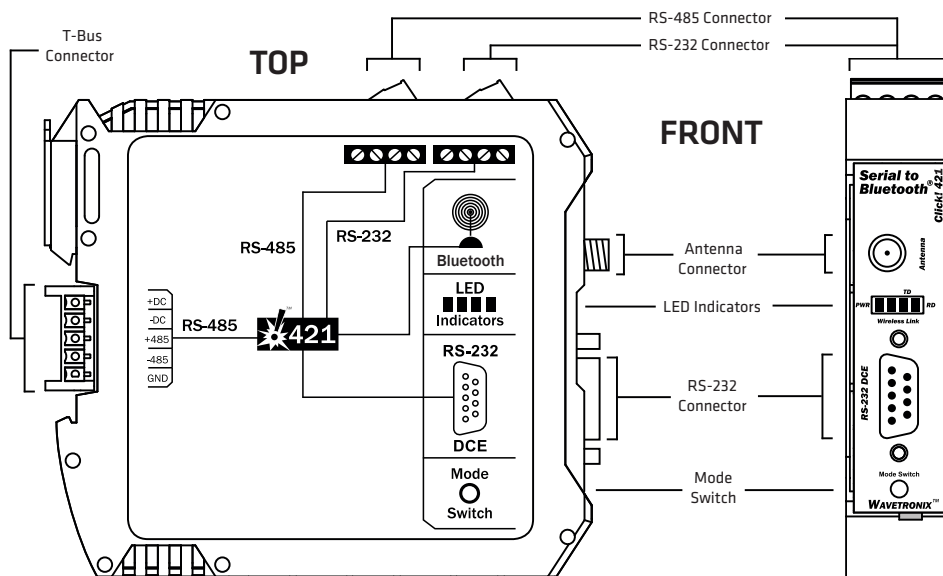 RS-485 Connector
RS-232 Connector
T-Bus
Connector
TOP
FRONT
RS-485
RS-232
Bluetooth
LED
Indicators
+DC
-DC
+485
-485
GND
RS-485
421
™
RS-232
DCE
Mode
Switch
Antenna
Connector
LED Indicators
RS-232
Connector
Mode
Switch
Serial to
Bluetooth®
Click! 421
Antenna
TD
PWR
RD
Wireless Link
RS-232 DCE
Mode Switch
WAVETRONIX™